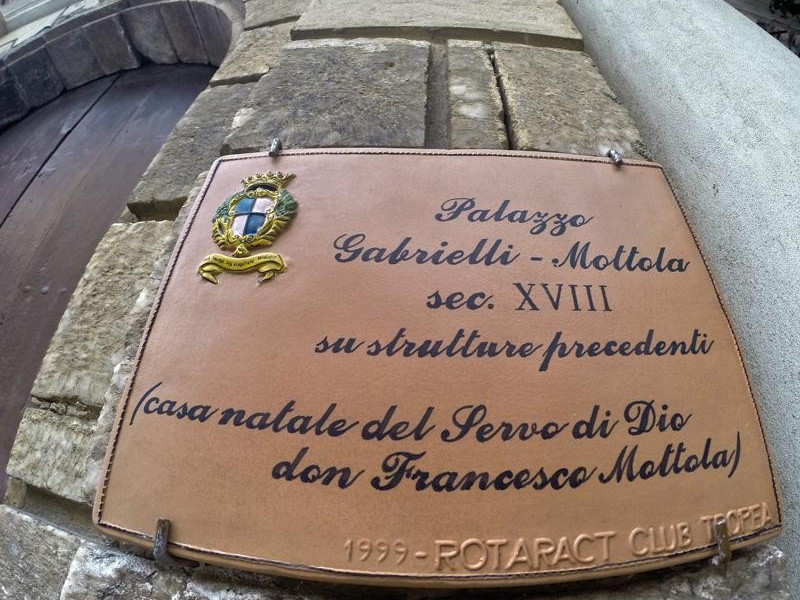 Palazzo
Gabrielli - Mottola
sec. XVIII
su strutture precedenti
(casa natale del Servo di Dio
don Francesco Mottola)
1999 - ROTARACT CLUB TROPEA